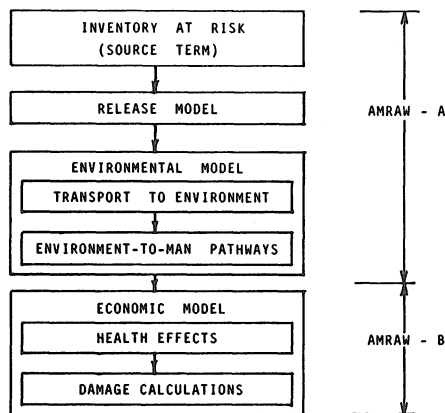 INVENTORY AT RISK
(SOURCE TERM)
RELEASE MODEL
ENVIRONMENTAL MODEL
TRANSPORT TO ENVIRONMENT
ENVIRONMENT-TO-MAN PATHWAYS
ECONOMIC MODEL
HEALTH EFFECTS
DAMAGE CALCULATIONS
AMRAW - A
AMRAW - B